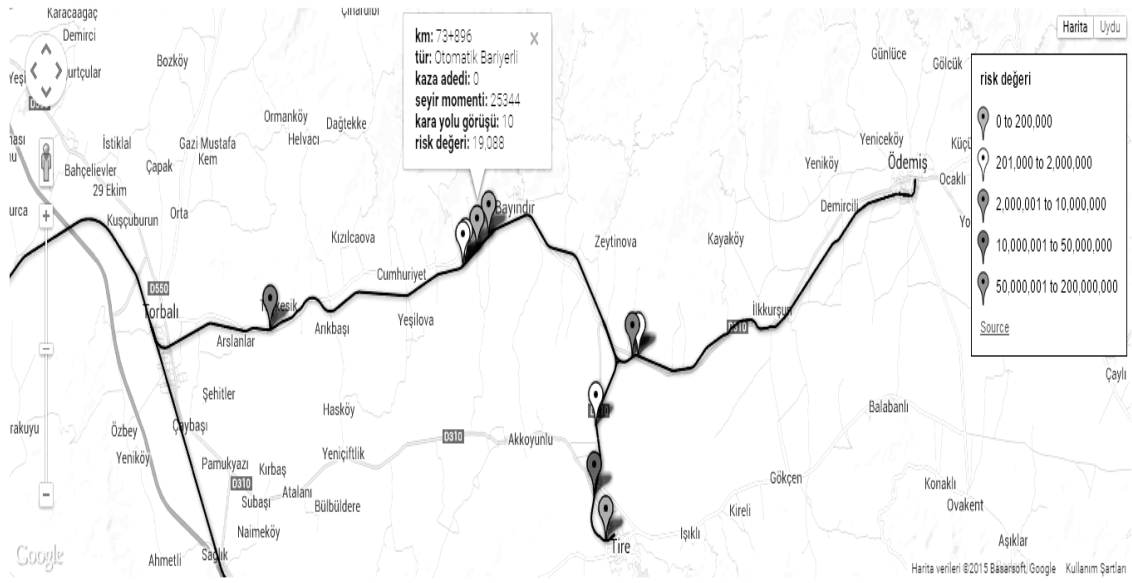 Karacaağaç
Demirci
Çınardibi
Bozköy
Ormanköy
Helvacı
Dağtekke
İstiklal
Gazi Mustafa
Kem
Bahçelievler
Çapak
29 Ekim
Kuşçuburun
Orta
Kızılcaova
Cumhuriyet
Bayındır
Zeytinova
Kayaköy
Günlüce
Gölcük
Yeniceköy
Yeniköy
Ödemiş
Ocaklı
Demircili
İlkkurşun
D550
Torbalı
Arslanlar
Arıkbaşı
Yeşilova
D310
Çaylı
Şehitler
Hasköy
Özbey
Çaybaşı
Yeniköy
Pamukyazı
Kırbaş
Yeniçiftlik
D310
Akkoyunlu
Balabanlı
D310
Subaşı
Atalanı
Bülbüldere
Gökçen
Konaklı
Ovakent
Naimeköy
Kireli
Işıklı
Aşıklar
Ahmetli
Sağlık
Tire
km: 73+896
tür: Otomatik Bariyerli
kaza adedi: 0
seyir momenti: 25344
kara yolu görüşü: 10
risk değeri: 19,088
Harita Uydu
risk değeri
0 to 200,000
201,000 to 2,000,000
2,000,001 to 10,000,000
10,000,001 to 50,000,000
50,000,001 to 200,000,000
Source
Google
Harita verileri ©2015 Basarsoft, Google Kullanım Şartları